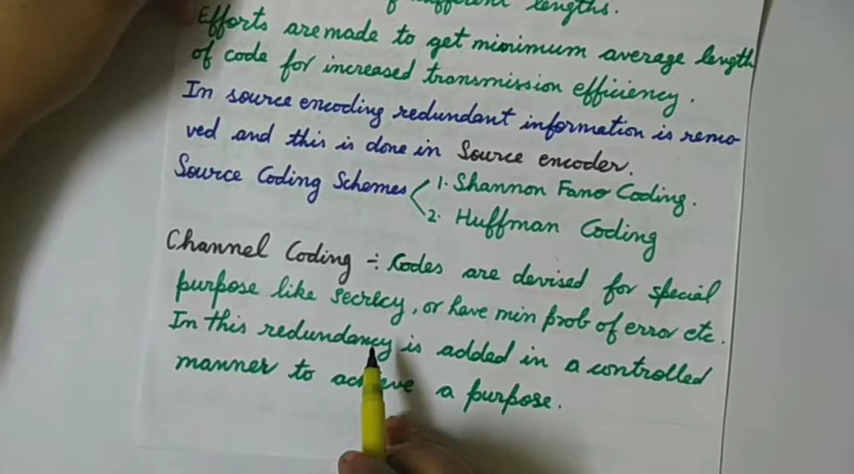 of different lengths.
Efforts are made to get minimum average length
of code for increased transmission efficiency.
In source encoding redundant information is remo-
ved and this is done in Source encoder.
Source Coding Schemes 1. Shannon Fano Coding.
2. Huffman Coding
Channel Coding ÷ Codes are devised for special
purpose like secrecy, or have min prob of error etc.
In this redundancy is added in a controlled
manner to achieve a purpose.